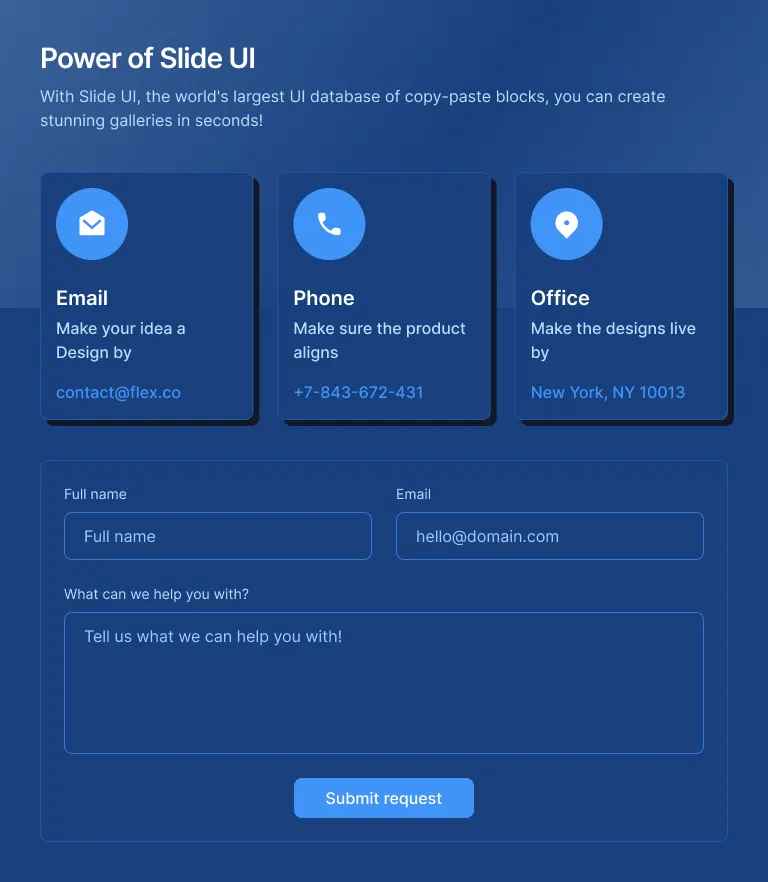 Power of Slide UI
With Slide UI, the world's largest UI database of copy-paste blocks, you can create
stunning galleries in seconds!
Email
Make your idea a
Design by
contact@flex.co
Phone
Make sure the product
aligns
+7-843-672-431
Office
Make the designs live
by
New York, NY 10013
Full name
Full name
Email
hello@domain.com
What can we help you with?
Tell us what we can help you with!
Submit request